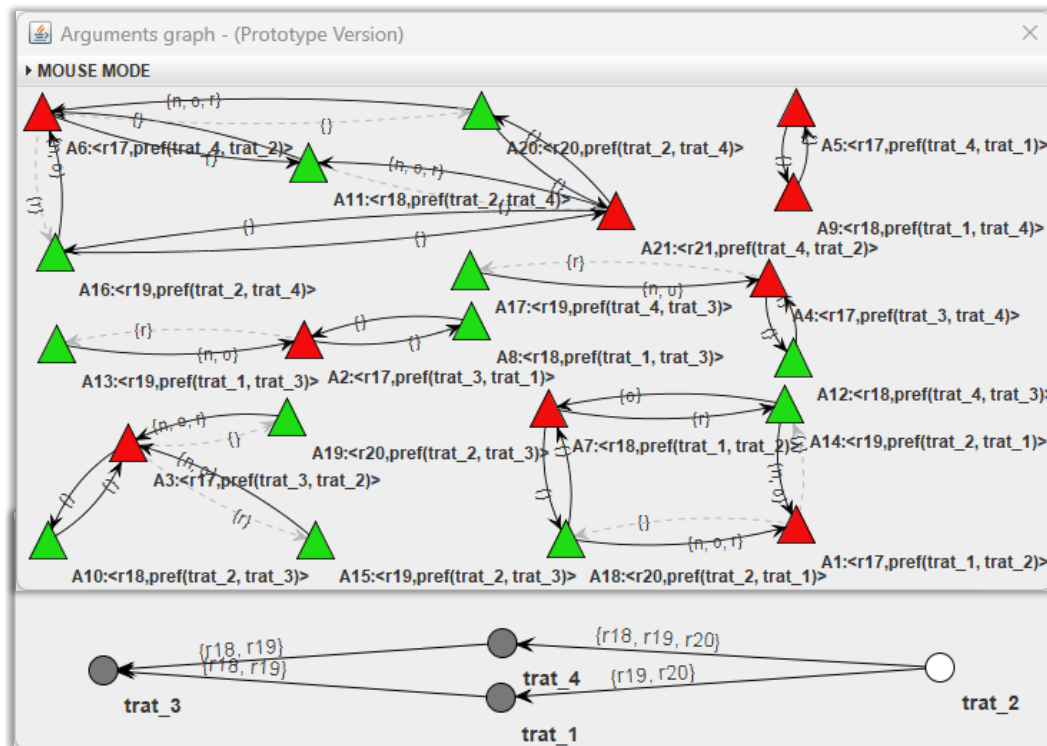 Arguments graph - (Prototype Version)
MOUSE MODE
{n, o, r}
{}
{}
A6:<r17,pref(trat_4, trat_2)>
{}
A20:<r20,pref(trat_2, trat_4)>
{}
{}
A5:<r17,pref(trat_4, trat_1)>
{}
{}
{n, o}
{n, o, r}
{r}
A11:<r18,pref(trat_2, trat_4)>
{}
{}
{}
A9:<r18,pref(trat_1, trat_4)>
A21:<r21,pref(trat_4, trat_2)>
A16:<r19,pref(trat_2, trat_4)>
{r}
{n, o}
A17:<r19,pref(trat_4, trat_3)>
A4:<r17,pref(trat_3, trat_4)>
{}
{}
{r}
{}
{n, o}
{}
A8:<r18,pref(trat_1, trat_3)>
A13:<r19,pref(trat_1, trat_3)>
A2:<r17,pref(trat_3, trat_1)>
A12:<r18,pref(trat_4, trat_3)>
{o}
{r}
{n, o, r}
{}
A19:<r20,pref(trat_2, trat_3)>
A7:<r18,pref(trat_1, trat_2)>
A14:<r19,pref(trat_2, trat_1)>
{n, o}
A3:<r17,pref(trat_3, trat_2)>
{}
{}
{}
{}
{n, o}
{r}
{r}
{}
{n, o, r}
A10:<r18,pref(trat_2, trat_3)>
A15:<r19,pref(trat_2, trat_3)>
A18:<r20,pref(trat_2, trat_1)>
A1:<r17,pref(trat_1, trat_2)>
{r18, r19}
{r18, r19, r20}
{r18, r19}
trat_4
{r19, r20}
trat_3
trat_2
trat_1